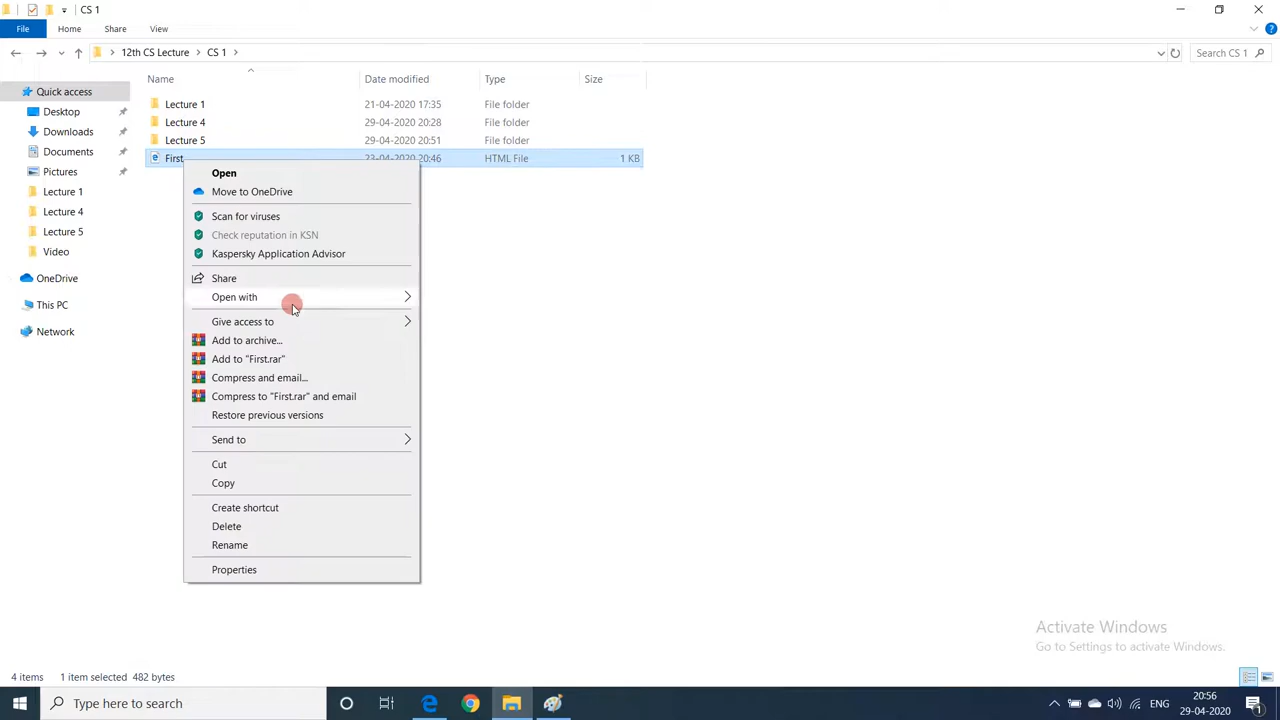 CS 1
File Home Share View
12th CS Lecture CS 1 Search CS 1
Name Date modified Type Size
Quick access
Desktop
Downloads
Documents
Pictures
Lecture 1
Lecture 4
Lecture 5
Video
OneDrive
This PC
Network
Lecture 1 21-04-2020 17:35 File folder
Lecture 4 29-04-2020 20:28 File folder
Lecture 5 29-04-2020 20:51 File folder
First 23-04-2020 20:46 HTML File 1 KB
Open
Move to OneDrive
Scan for viruses
Check reputation in KSN
Kaspersky Application Advisor
Share
Open with
Give access to
Add to archive...
Add to "First.rar"
Compress and email...
Compress to "First.rar" and email
Restore previous versions
Send to
Cut
Copy
Create shortcut
Delete
Rename
Properties
Activate Windows
Go to Settings to activate Windows.
4 items 1 item selected 482 bytes
Type here to search
ENG
20:56
29-04-2020
1